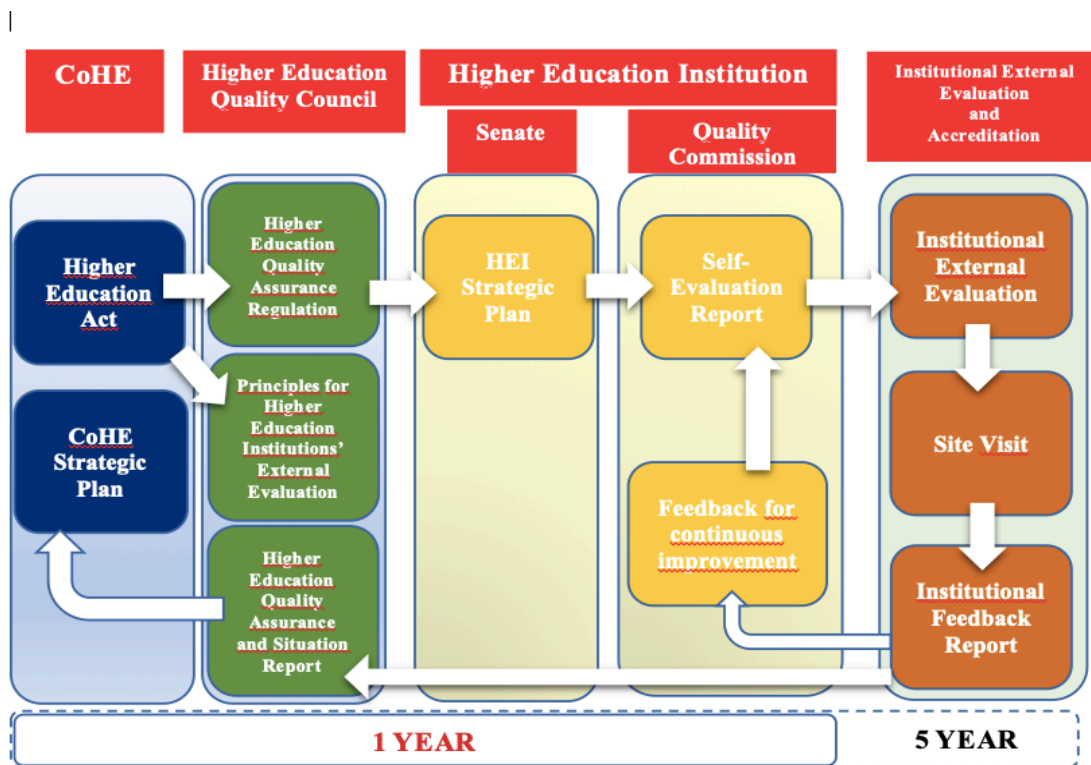 CoHE
Higher Education
Quality Council
Higher Education Institution
Senate
Quality
Commission
Institutional External
Evaluation
and
Accreditation
Higher
Education
Act
CoHE
Strategic
Plan
Higher
Education
Quality
Assurance
Regulation
Principles for
Higher
Education
Institutions’
External
Evaluation
Higher
Education
Quality
Assurance
and Situation
Report
HEI
Strategic
Plan
Self-
Evaluation
Report
Feedback for
continuous
improvement
Institutional
External
Evaluation
Site Visit
Institutional
Feedback
Report
1 YEAR
5 YEAR